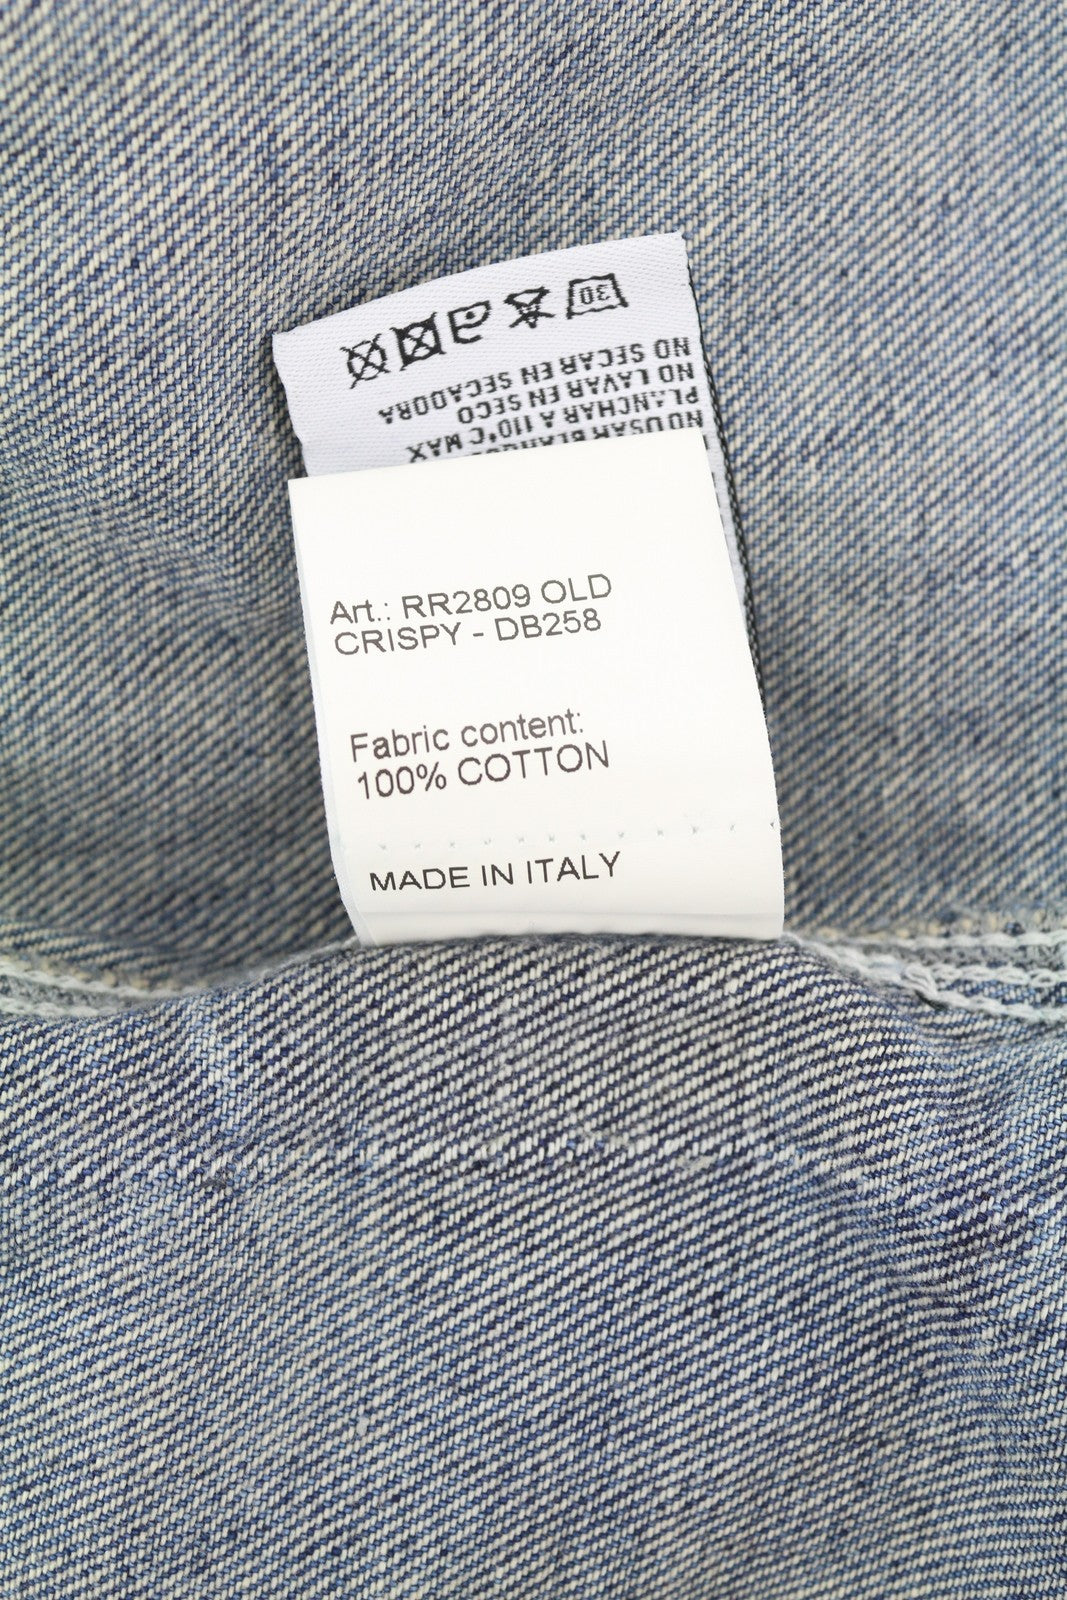 30
NO USAR
PLANCHAR A 110°C MAX
NO LAVAR EN SECO
NO SECAR EN SECADORA
Art.: RR2809 OLD
CRISPY - DB258
Fabric content:
100% COTTON
MADE IN ITALY